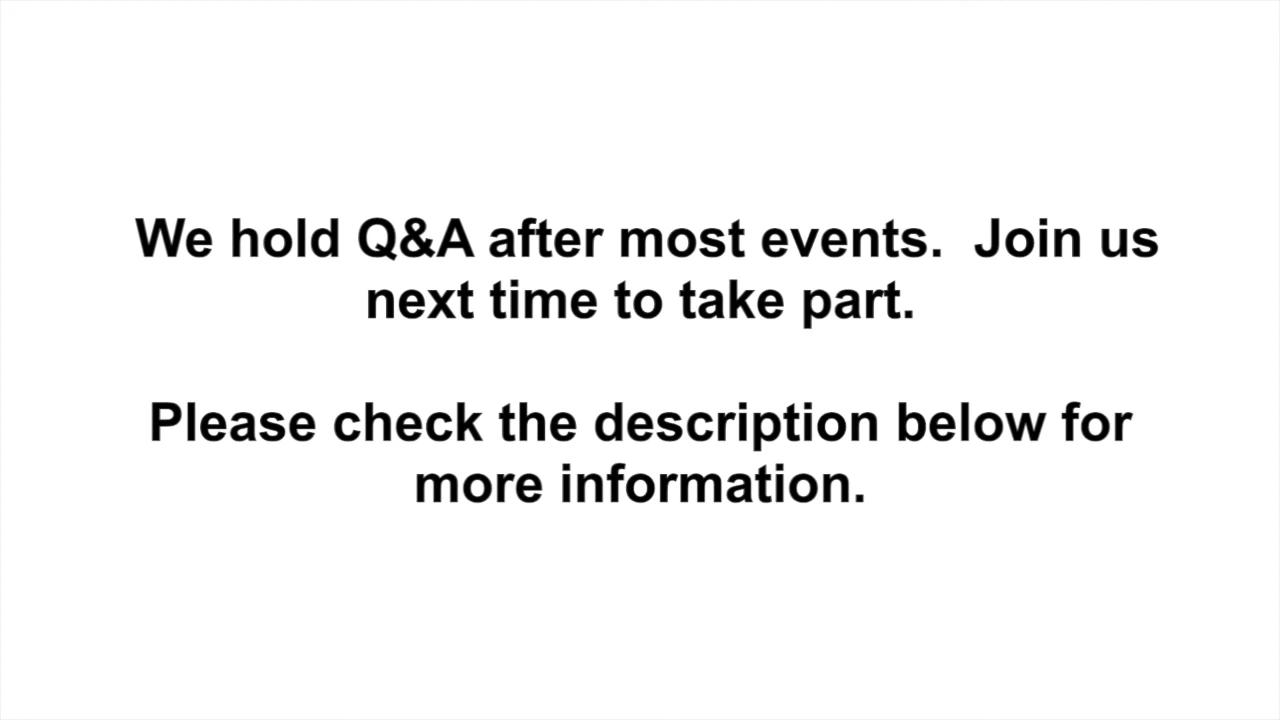 We hold Q&A after most events.  Join us
next time to take part.
Please check the description below for
more information.